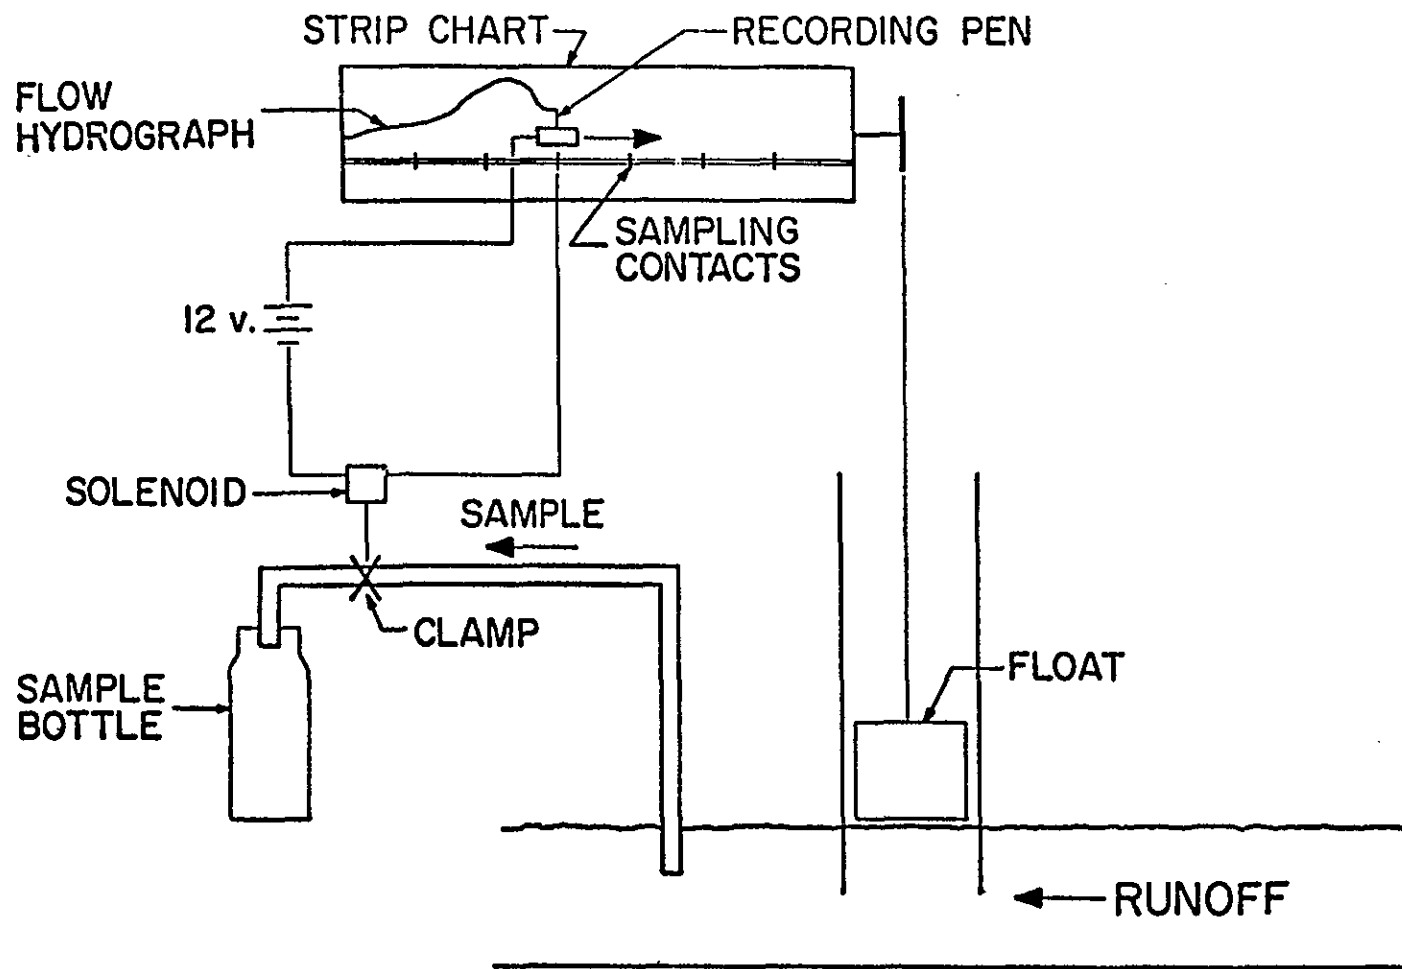 STRIP CHART
RECORDING PEN
FLOW
HYDROGRAPH
SAMPLING
CONTACTS
12 v.
SOLENOID
SAMPLE
CLAMP
SAMPLE
BOTTLE
FLOAT
RUNOFF